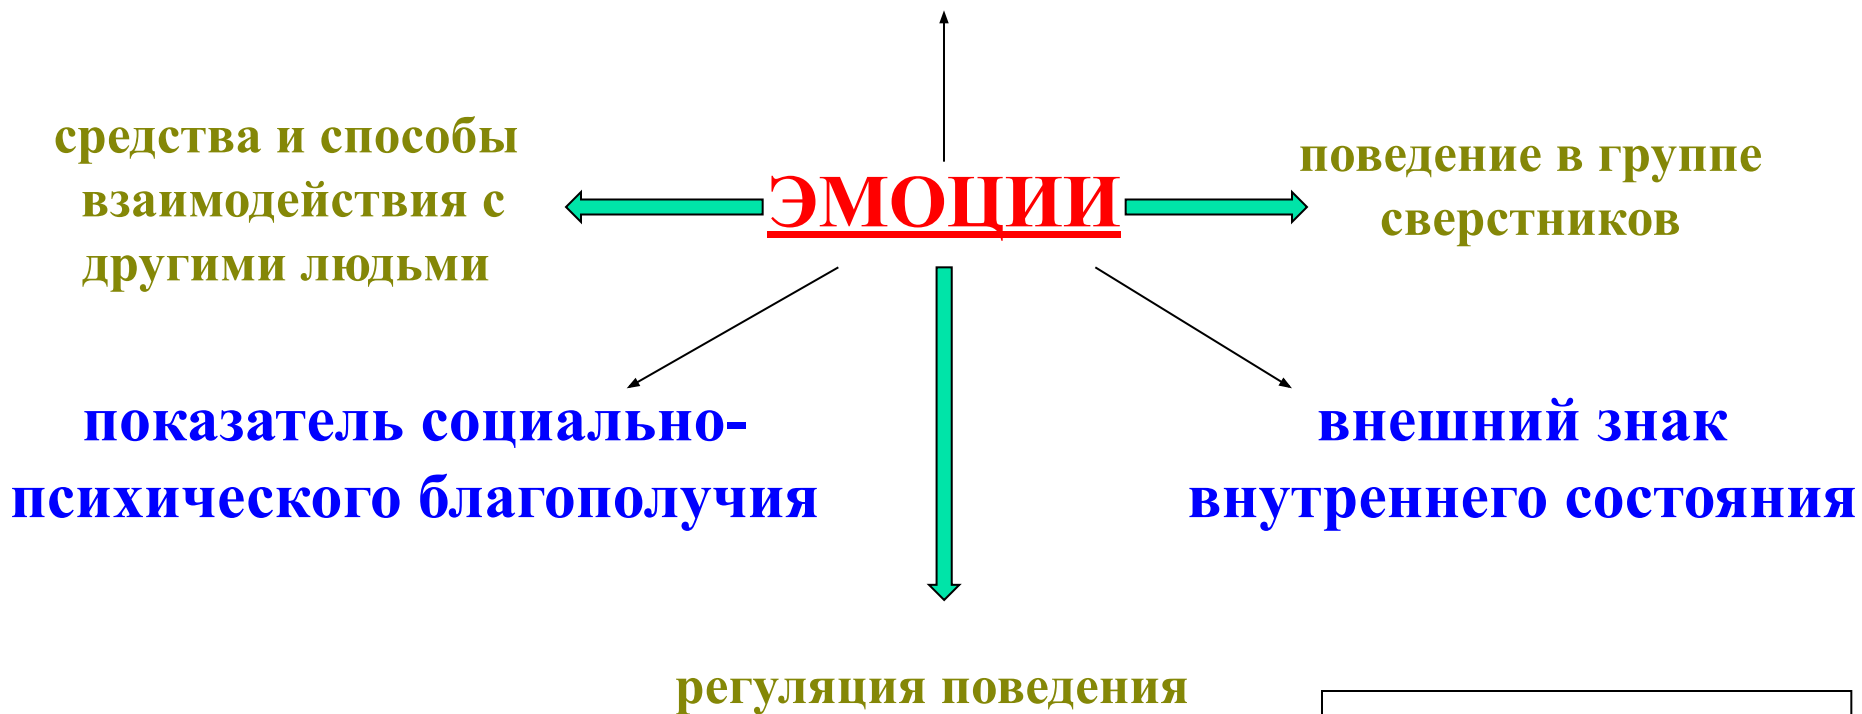 средства и способы
взаимодействия с
другими людьми
ЭМОЦИИ
поведение в группе
сверстников
показатель социально-
психического благополучия
внешний знак
внутреннего состояния
регуляция поведения